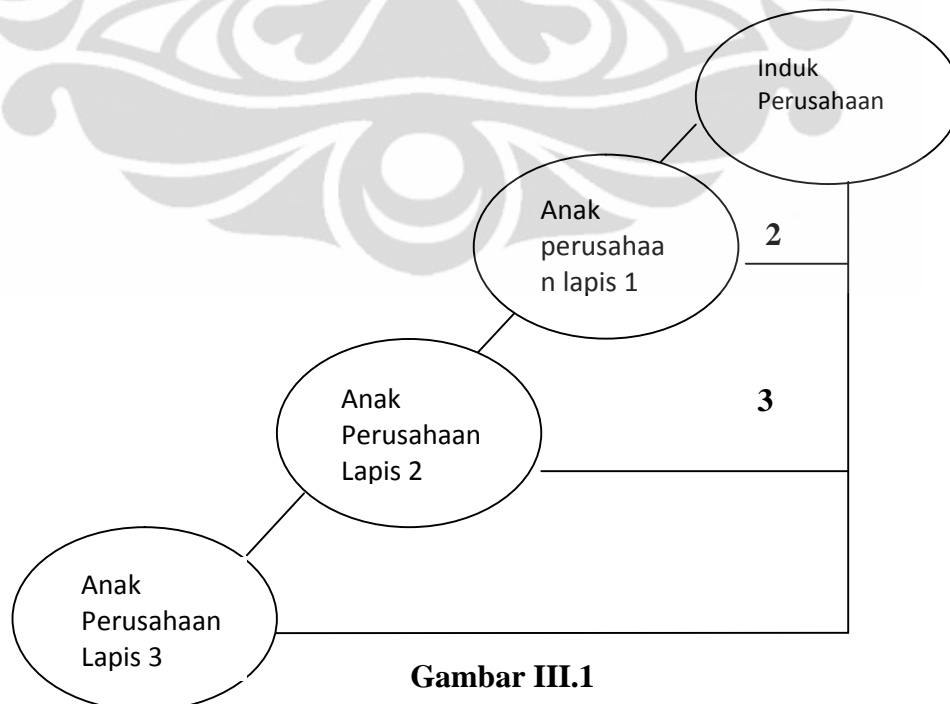 Induk
Perusahaan
Anak
perusahaa
n lapis 1
2
Anak
Perusahaan
Lapis 2
3
Anak
Perusahaan
Lapis 3
Gambar III.1